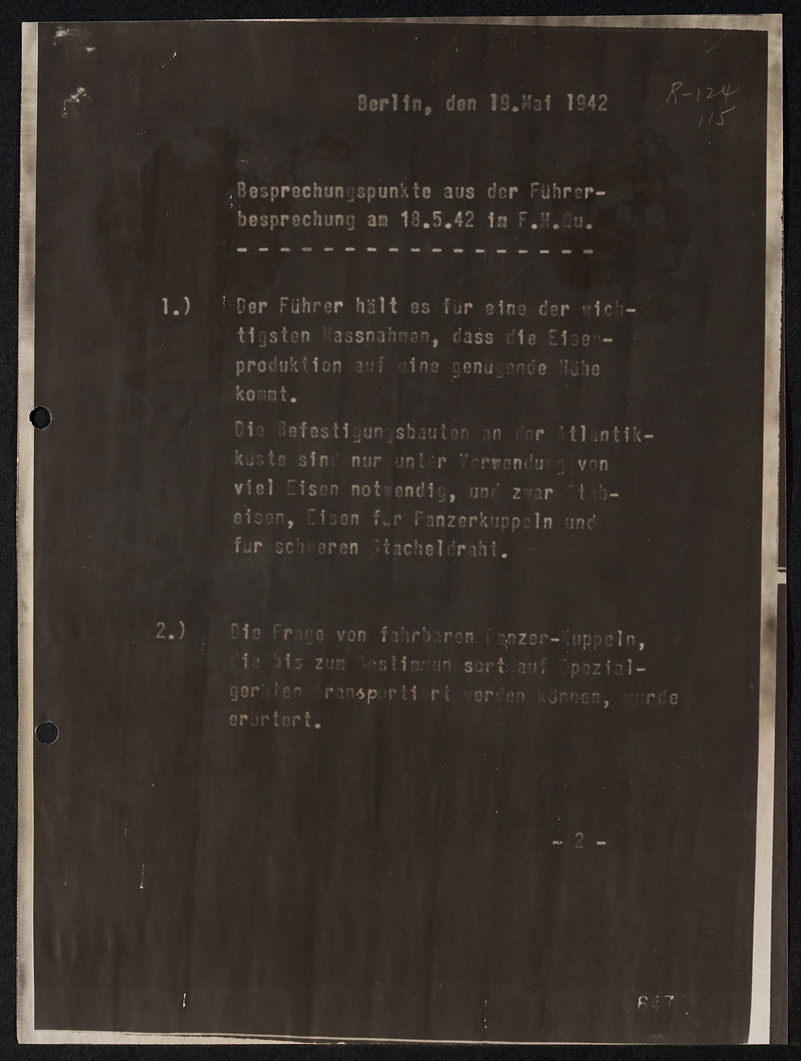 Berlin, den 19.Mai 1942
R-124
115
Besprechungspunkte aus der Führer-
besprechung am 18.5.42 im F.H.Qu.
1.) Der Führer hält es für eine der wich-
tigsten Massnahmen, dass die Eisen-
produktion auf eine genügende Höhe
kommt.
Die Befestigungsbauten an der Atlantik-
küste sind nur unter Verwendung von
viel Eisen notwendig, und zwar Stab-
eisen, Eisen für Panzerkuppeln und
für schweren Stacheldraht.
2.) Die Frage von fahrbaren Panzer-Kuppeln,
die bis zum Bestimmun sort auf Spezial-
geräten transportiert werden können, wurde
erörtert.
- 2 -
647